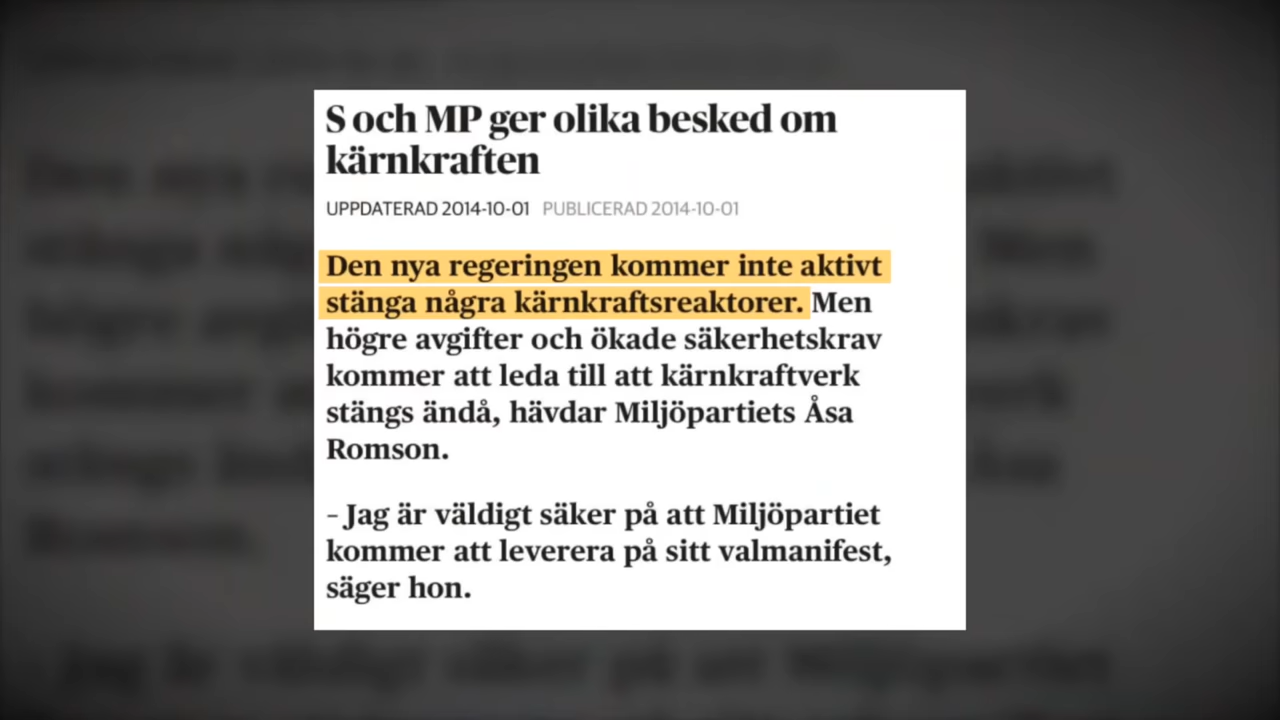 S och MP ger olika besked om
kärnkraften
UPPDATERAD 2014-10-01 PUBLICERAD 2014-10-01
Den nya regeringen kommer inte aktivt
stänga några kärnkraftsreaktorer. Men
högre avgifter och ökade säkerhetskrav
kommer att leda till att kärnkraftverk
stängs ändå, hävdar Miljöpartiets Åsa
Romson.
– Jag är väldigt säker på att Miljöpartiet
kommer att leverera på sitt valmanifest,
säger hon.